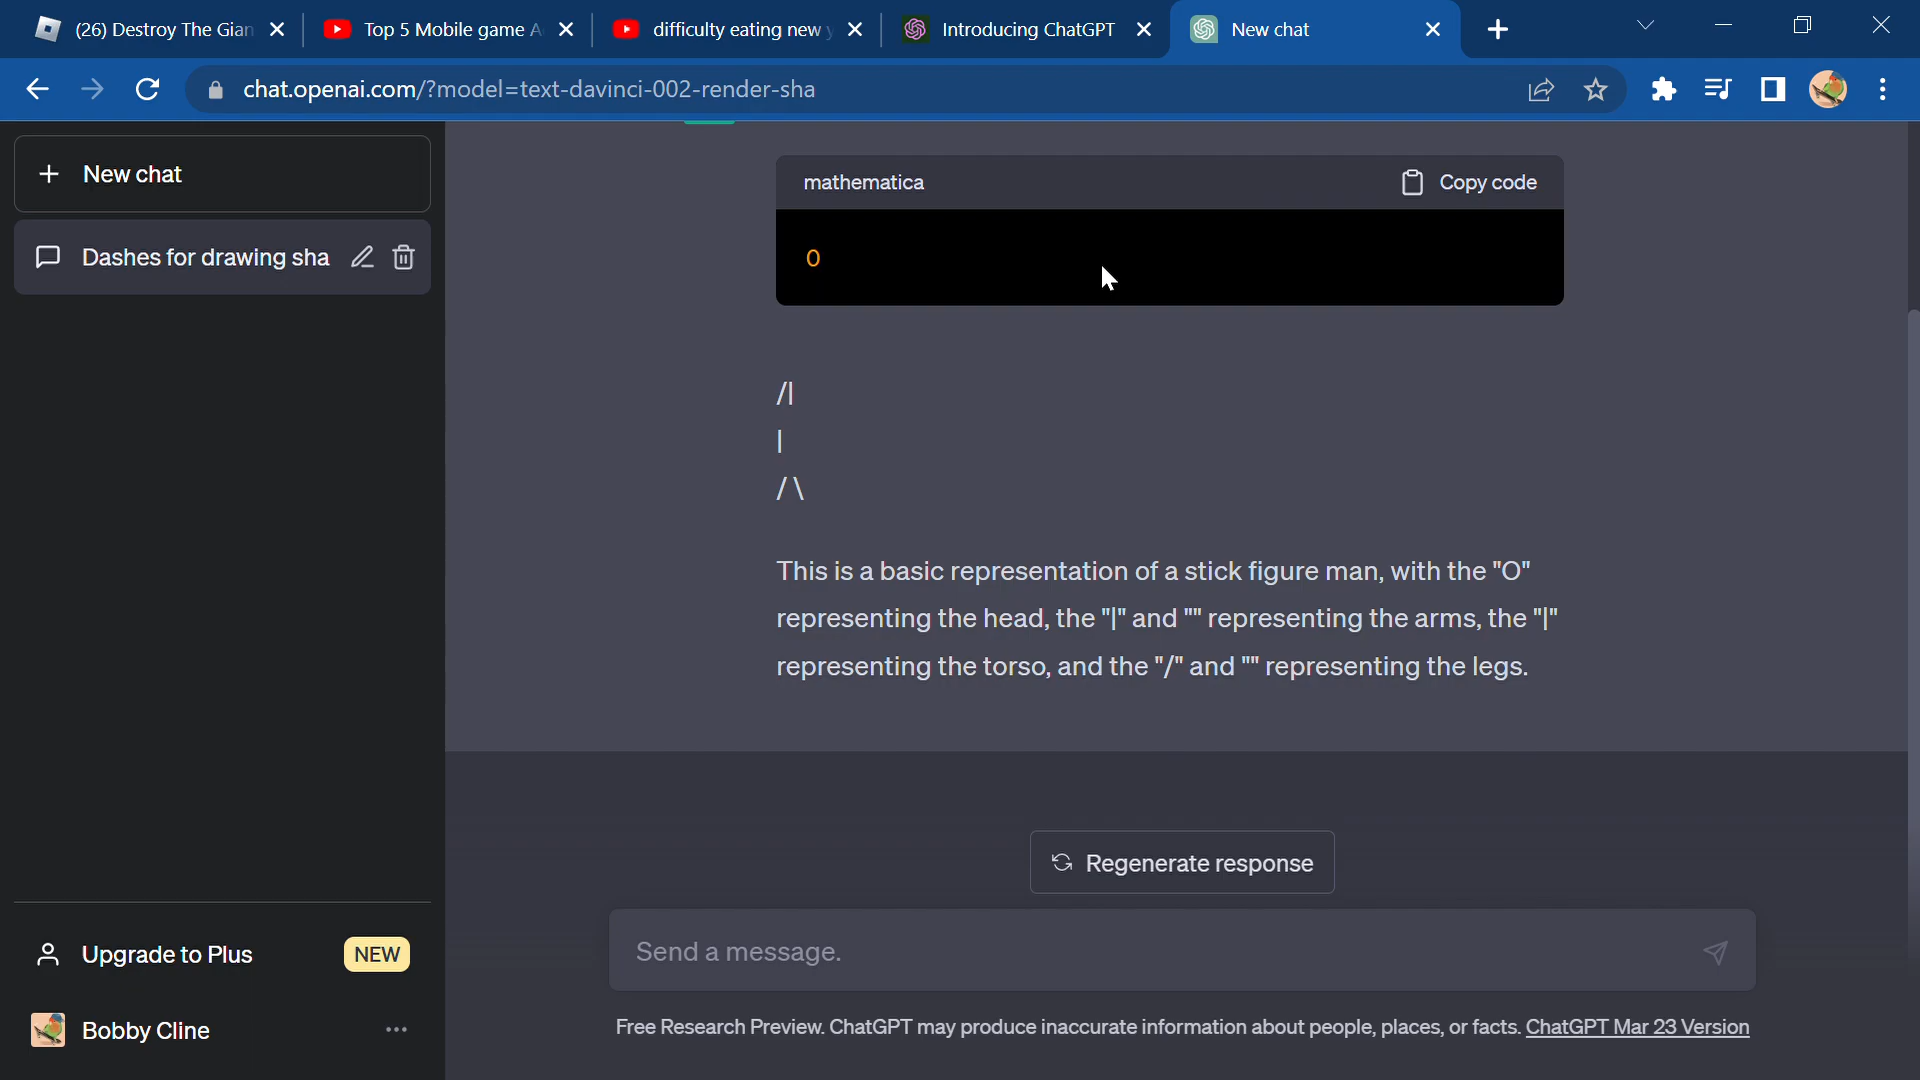 (26) Destroy The Gian
Top 5 Mobile game A
difficulty eating new y
Introducing ChatGPT
New chat
chat.openai.com/?model=text-davinci-002-render-sha
New chat
Dashes for drawing sha
mathematica
Copy code
O
/|
|
/ \
This is a basic representation of a stick figure man, with the "O"
representing the head, the "|" and "" representing the arms, the "|"
representing the torso, and the "/" and "" representing the legs.
Regenerate response
Send a message.
Upgrade to Plus
NEW
Bobby Cline
Free Research Preview. ChatGPT may produce inaccurate information about people, places, or facts. ChatGPT Mar 23 Version